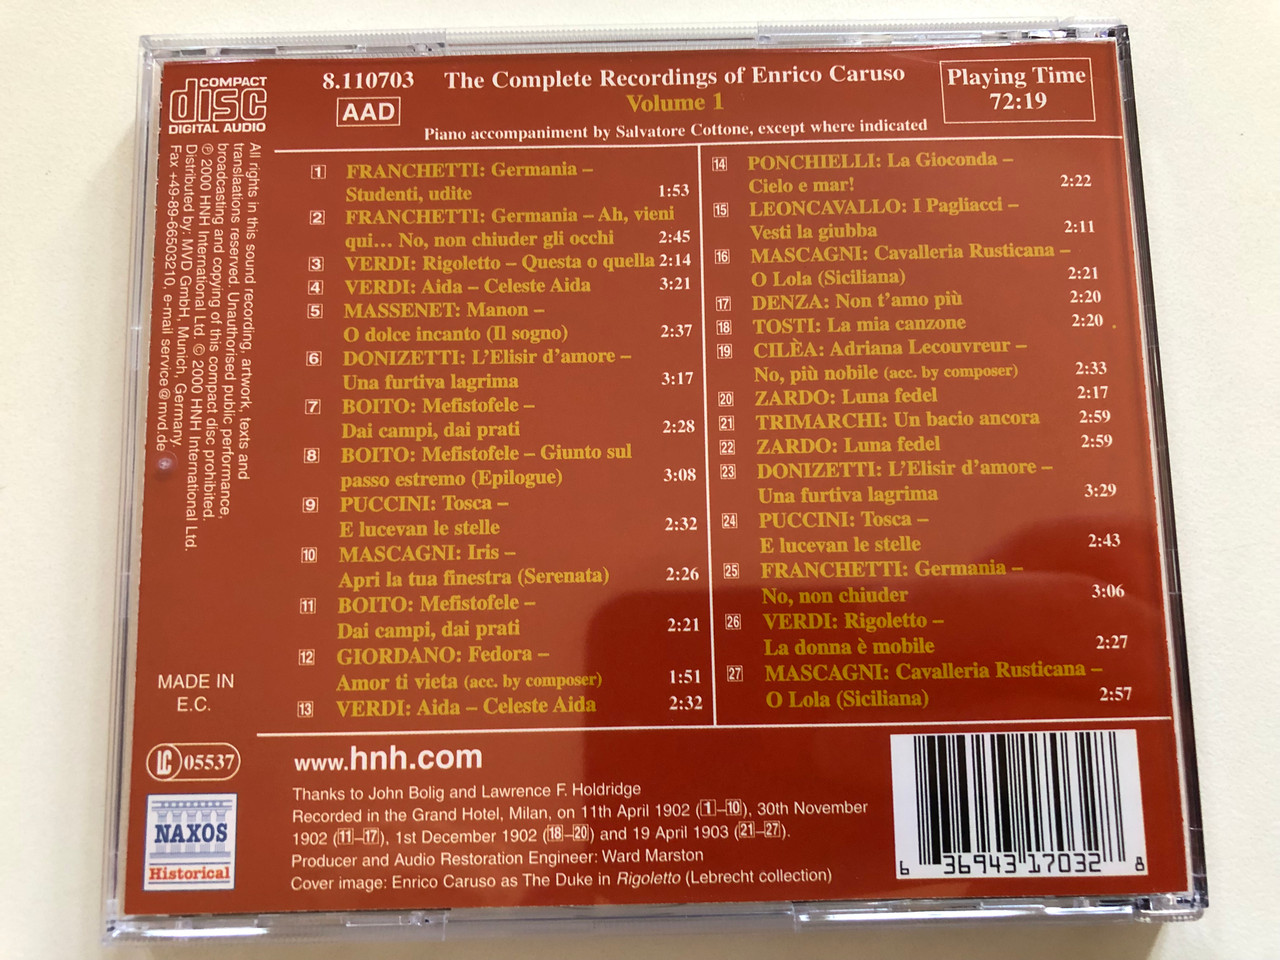 COMPACT
disc
DIGITAL AUDIO
8.110703
AAD
The Complete Recordings of Enrico Caruso
Volume 1
Playing Time
72:19
Piano accompaniment by Salvatore Cottone, except where indicated
1 FRANCHETTI: Germania –
Studenti, udite 1:53
2 FRANCHETTI: Germania – Ah, vieni
qui... No, non chiuder gli occhi 2:45
3 VERDI: Rigoletto – Questa o quella 2:14
4 VERDI: Aida – Celeste Aida 3:21
5 MASSENET: Manon –
O dolce incanto (Il sogno) 2:37
6 DONIZETTI: L'Elisir d'amore –
Una furtiva lagrima 3:17
7 BOITO: Mefistofele –
Dai campi, dai prati 2:28
8 BOITO: Mefistofele – Giunto sul
passo estremo (Epilogue) 3:08
9 PUCCINI: Tosca –
E lucevan le stelle 2:32
10 MASCAGNI: Iris –
Apri la tua finestra (Serenata) 2:26
11 BOITO: Mefistofele –
Dai campi, dai prati 2:21
12 GIORDANO: Fedora –
Amor ti vieta (acc. by composer) 1:51
13 VERDI: Aida – Celeste Aida 2:32
14 PONCHIELLI: La Gioconda –
Cielo e mar! 2:22
15 LEONCAVALLO: I Pagliacci –
Vesti la giubba 2:11
16 MASCAGNI: Cavalleria Rusticana –
O Lola (Siciliana) 2:21
17 DENZA: Non t'amo più 2:20
18 TOSTI: La mia canzone 2:20
19 CILÈA: Adriana Lecouvreur –
No, più nobile (acc. by composer) 2:33
20 ZARDO: Luna fedel 2:17
21 TRIMARCHI: Un bacio ancora 2:59
22 ZARDO: Luna fedel 2:59
23 DONIZETTI: L'Elisir d'amore –
Una furtiva lagrima 3:29
24 PUCCINI: Tosca –
E lucevan le stelle 2:43
25 FRANCHETTI: Germania –
No, non chiuder 3:06
26 VERDI: Rigoletto –
La donna è mobile 2:27
27 MASCAGNI: Cavalleria Rusticana –
O Lola (Siciliana) 2:57
All rights in this sound recording, artwork, texts and
translaations reserved. Unauthorised public performance,
broadcasting and copying of this compact disc prohibited.
℗ 2000 HNH International Ltd. © 2000 HNH International Ltd.
Distributed by: MVD GmbH, Munich, Germany.
Fax +49-89-66503210, e-mail service@mvd.de
MADE IN
E.C.
LC 05537
NAXOS
Historical
www.hnh.com
Thanks to John Bolig and Lawrence F. Holdridge
Recorded in the Grand Hotel, Milan, on 11th April 1902 (1–10), 30th November
1902 (11–17), 1st December 1902 (18–20) and 19 April 1903 (21–27).
Producer and Audio Restoration Engineer: Ward Marston
Cover image: Enrico Caruso as The Duke in Rigoletto (Lebrecht collection)
6 36943 17032 8